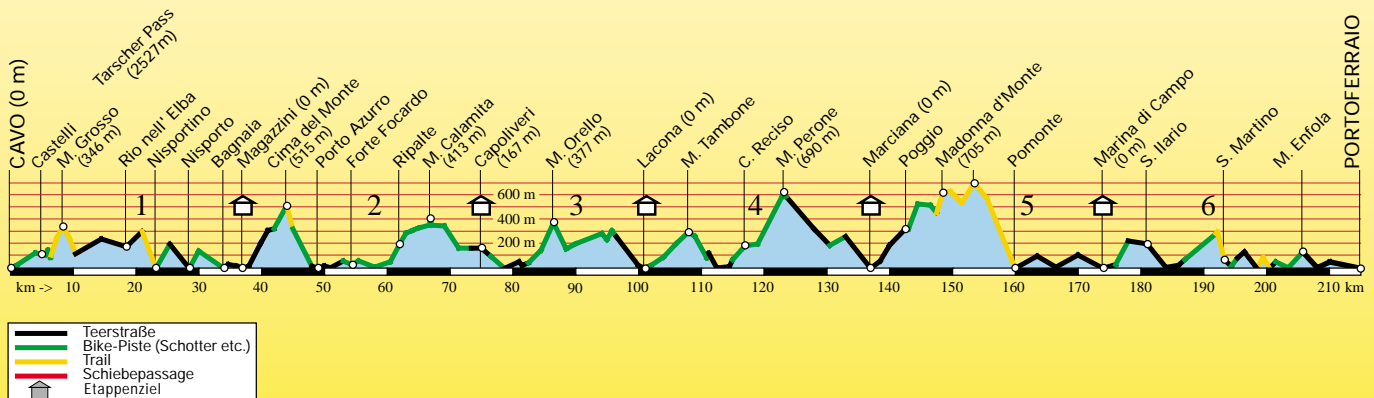 CAVO (0 m)
Castelli
M. Grosso
(346 m)
Tarscher Pass
(2527m)
Rio nell' Elba
Nisportino
Nisporto
Bagnaia
Magazzini (0 m)
Cima del Monte
(515 m)
Porto Azurro
Forte Focardo
Ripalte
M. Calamita
(413 m)
Capoliveri
(167 m)
M. Orello
(377 m)
Lacona (0 m)
M. Tambone
C. Reciso
M. Perone
(690 m)
Marciana (0 m)
Poggio
Madonna d'Monte
(705 m)
Pomonte
Marina di Campo
(0 m)
S. Ilario
S. Martino
M. Enfola
PORTOFERRAIO
1 2 3 4 5 6
600 m
400 m
200 m
km -> 10 20 30 40 50 60 70 80 90 100 110 120 130 140 150 160 170 180 190 200 210 km
Teerstraße
Bike-Piste (Schotter etc.)
Trail
Schiebepassage
Etappenziel